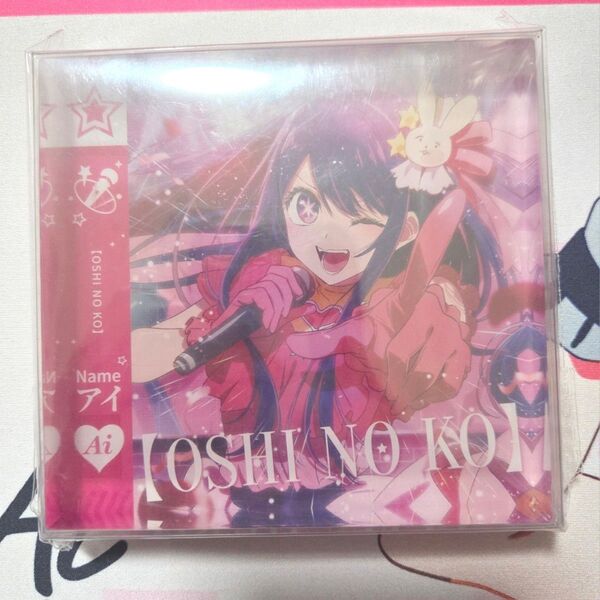 【OSHI NO KO】
Name
アイ
Ai
【OSHI NO KO】